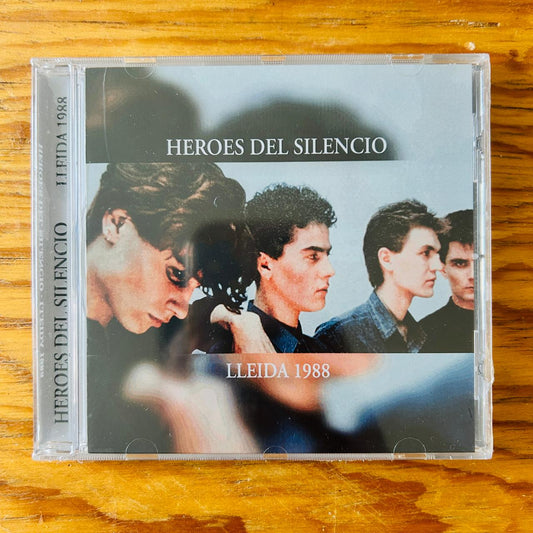 HEROES DEL SILENCIO
LLEIDA 1988
HEROES DEL SILENCIO
LLEIDA 1988